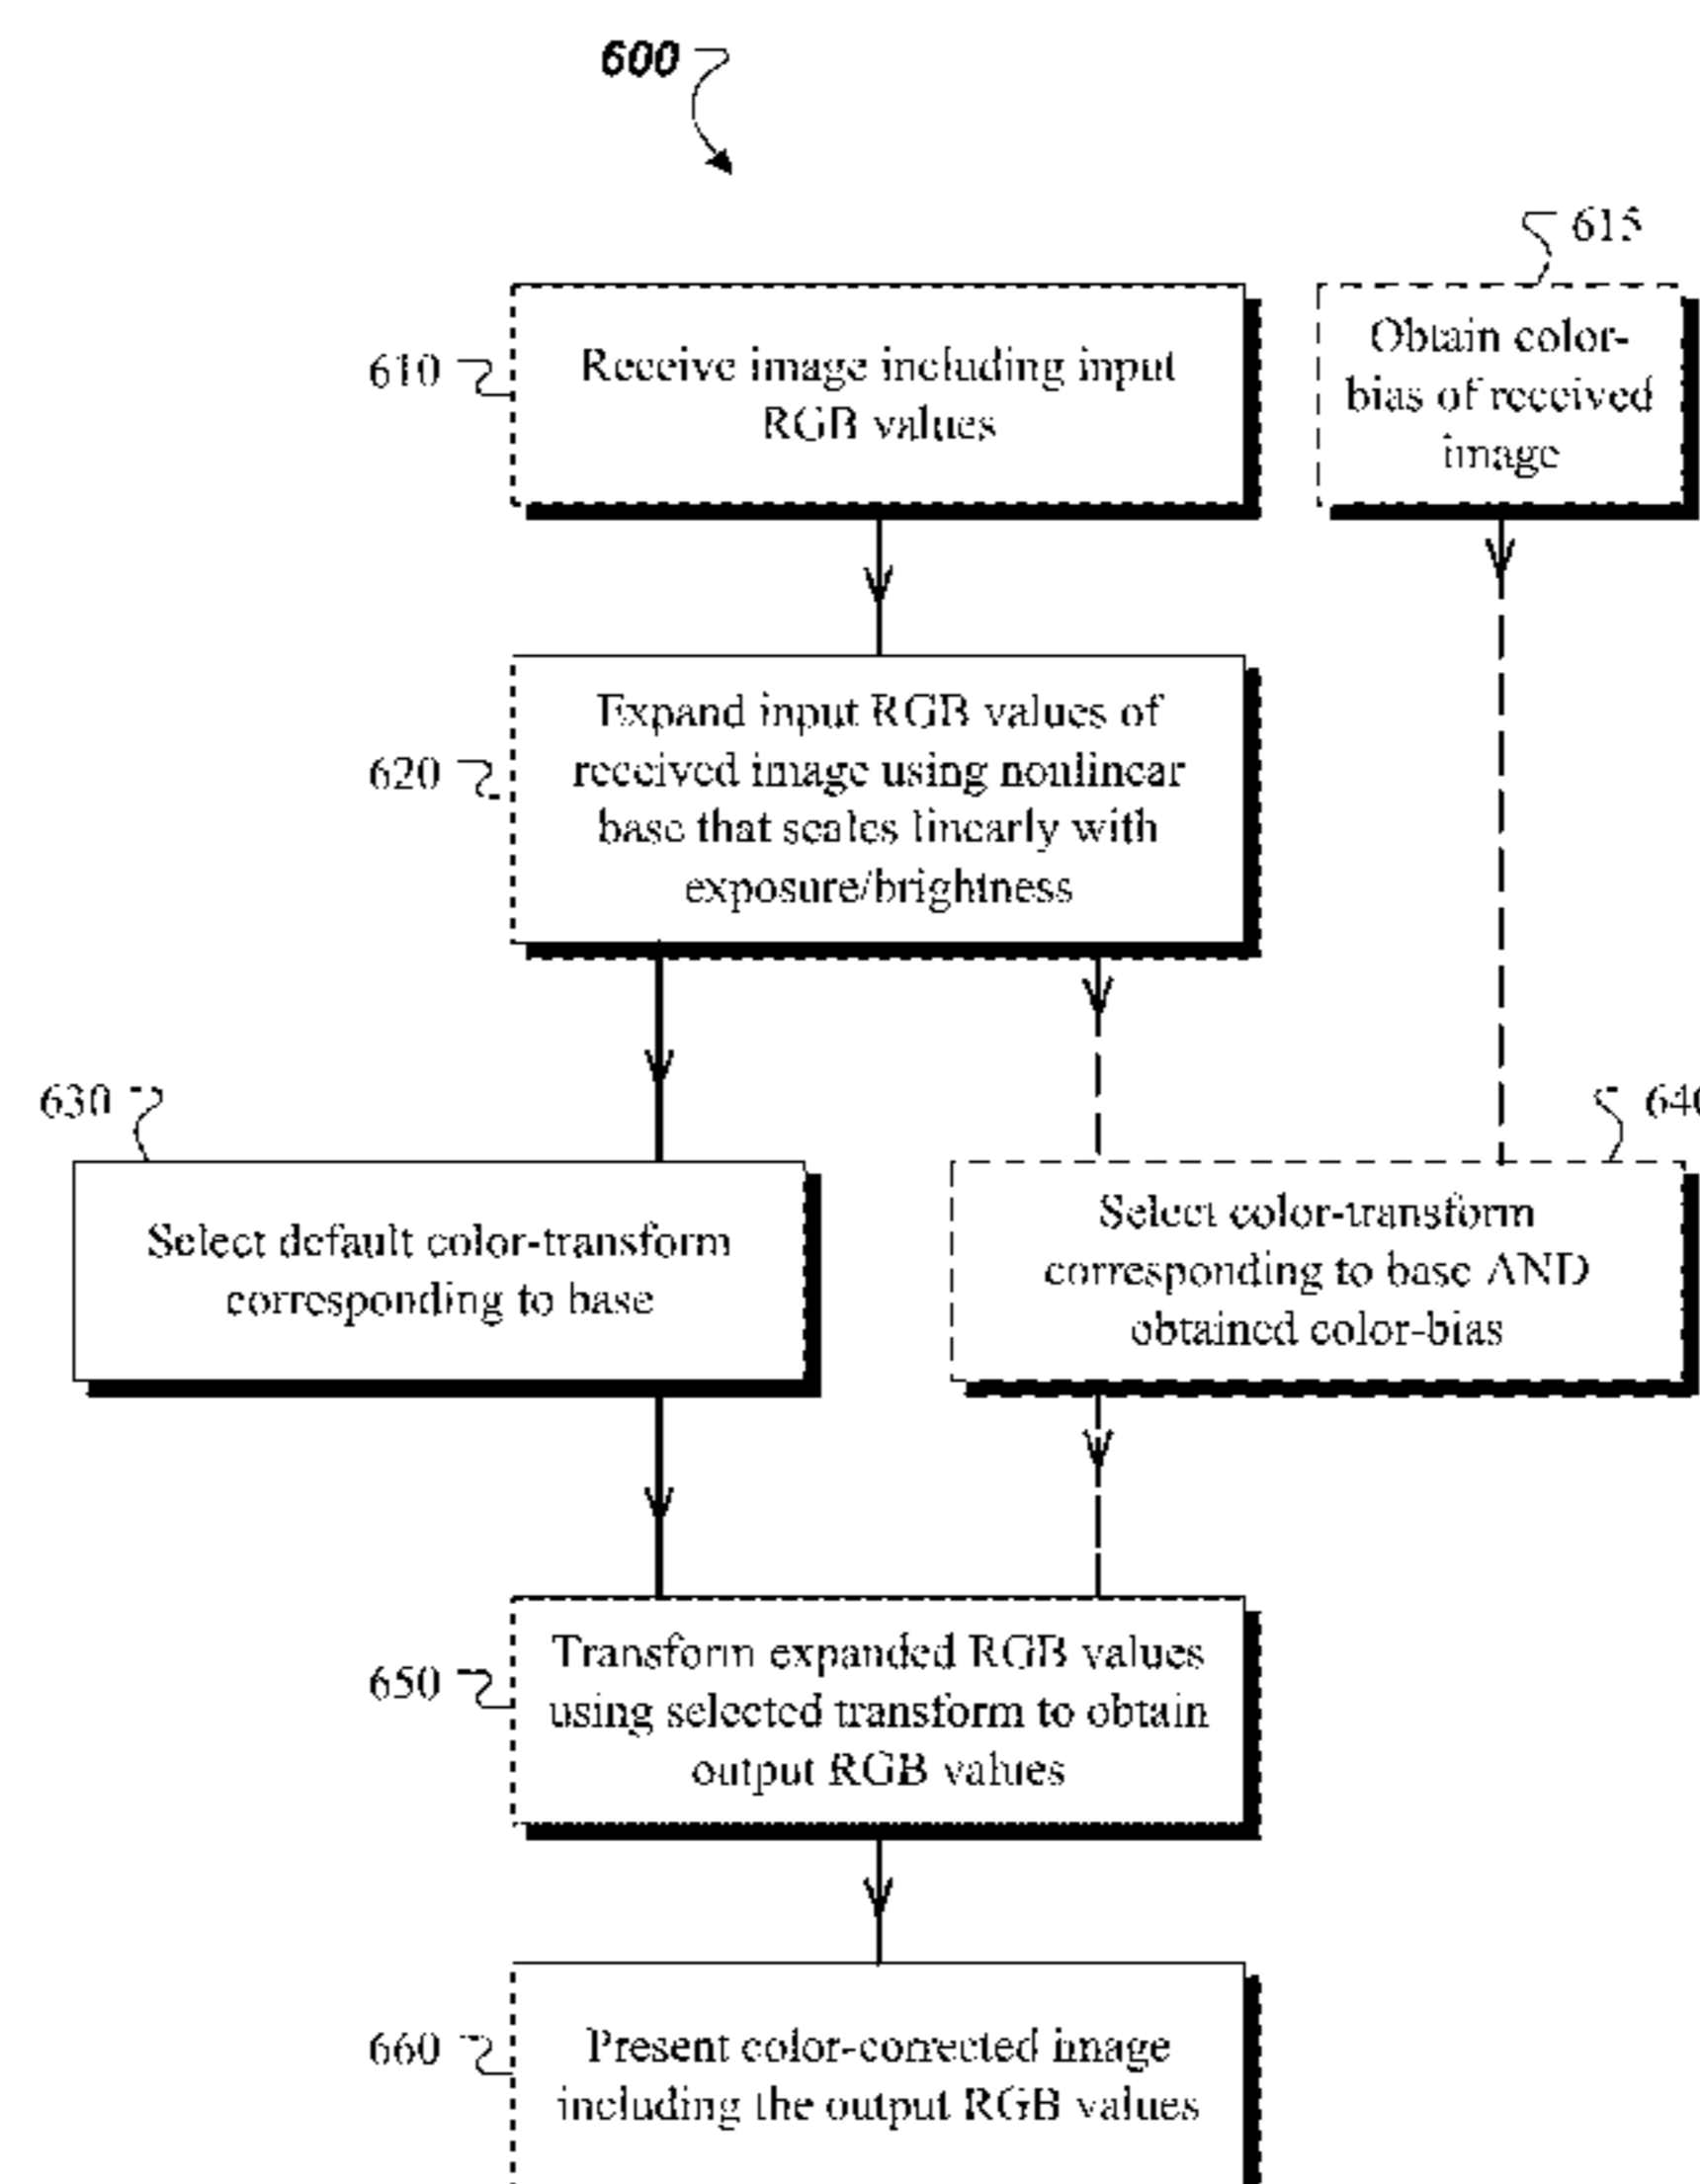 600
615
610
Receive image including input
RGB values
Obtain color-
bias of received
image
620
Expand input RGB values of
received image using nonlinear
base that scales linearly with
exposure/brightness
630
640
Select default color-transform
corresponding to base
Select color-transform
corresponding to base AND
obtained color-bias
650
Transform expanded RGB values
using selected transform to obtain
output RGB values
660
Present color-corrected image
including the output RGB values